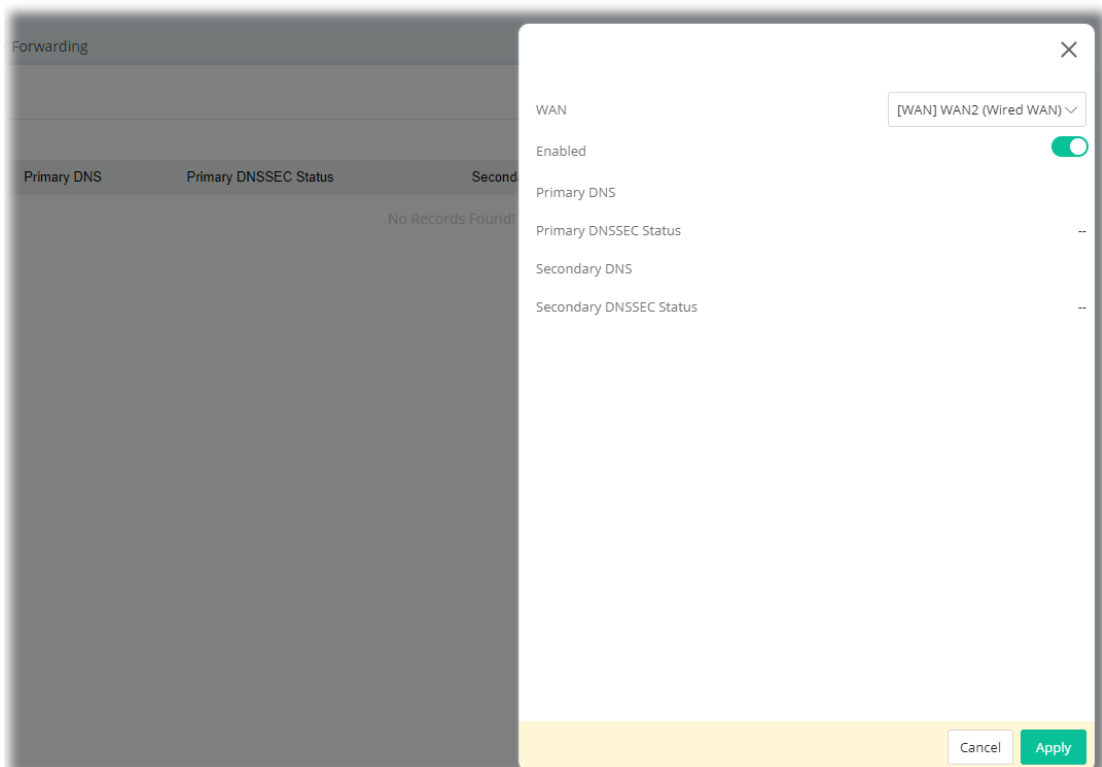 Forwarding
WAN
[WAN] WAN2 (Wired WAN)
Enabled
Primary DNS
Primary DNSSEC Status
--
Secondary DNS
Secondary DNSSEC Status
--
Primary DNS Primary DNSSEC Status Second
No Records Found!
Cancel Apply